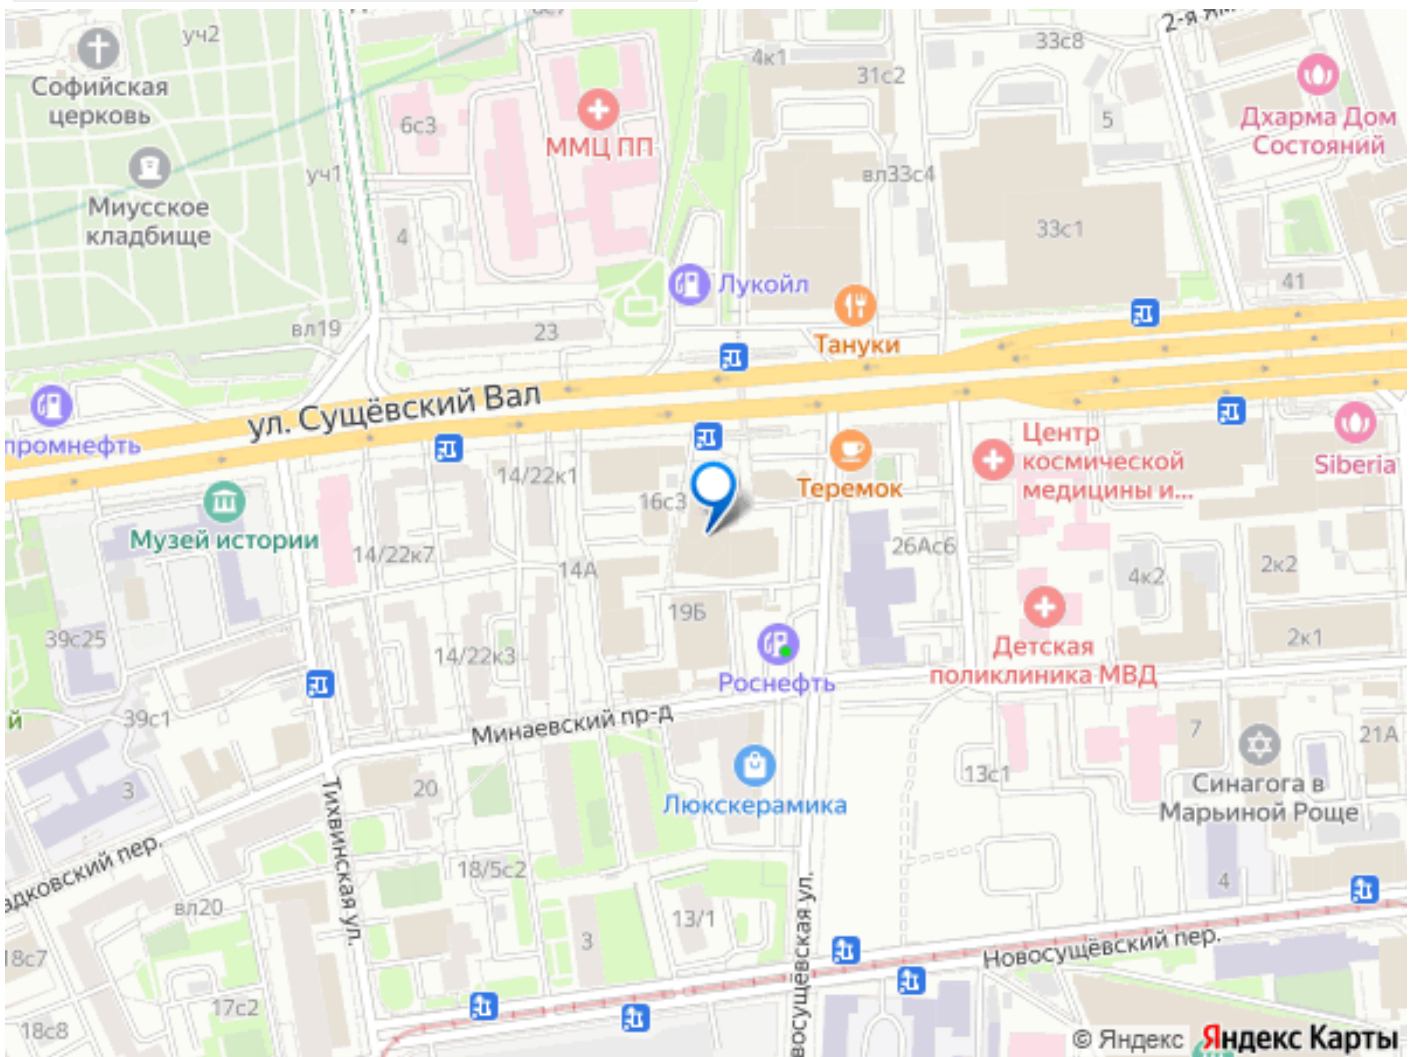 уч2
Софийская
церковь
Миусское
кладбище
уч1
6с3
ММЦ ПП
4к1
31с2
33с8
5
Дхарма Дом
Состояний
вл33с4
33с1
4
41
Лукойл
Тануки
вл19
23
ул. Сущёвский Вал
промнефть
Музей истории
14/22к1
16с3
Теремок
Центр
космической
медицины и...
Siberia
14/22к7
14А
26Ас6
4к2
2к2
39с25
19Б
14/22к3
Роснефть
Детская
поликлиника МВД
2к1
й
39с1
Минаевский пр-д
7
21А
3
20
Люкскерамика
13с1
Синагога в
Марьиной Роще
Тихвинская ул.
адковский пер.
18/5с2
вл20
13/1
3
4
18с7
восущёвская ул.
Новосущёвский пер.
17с2
18с8
© Яндекс Яндекс Карты